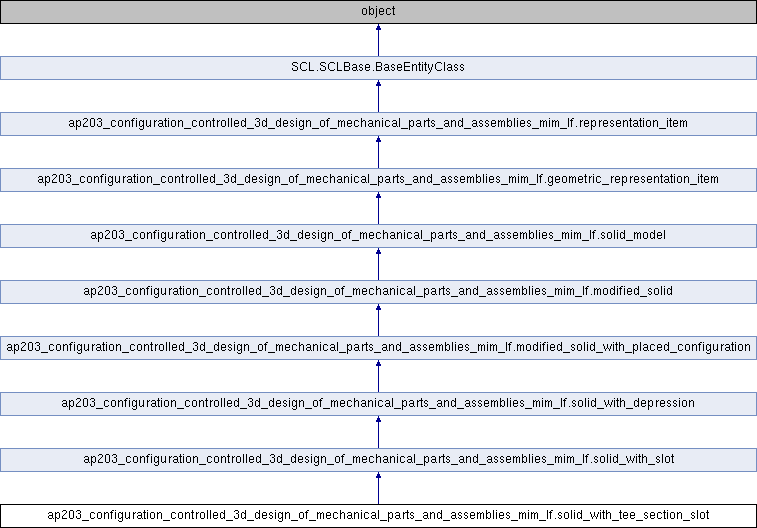 object
SCL.SCLBase.BaseEntityClass
ap203_configuration_controlled_3d_design_of_mechanical_parts_and_assemblies_mim_lf.representation_item
ap203_configuration_controlled_3d_design_of_mechanical_parts_and_assemblies_mim_lf.geometric_representation_item
ap203_configuration_controlled_3d_design_of_mechanical_parts_and_assemblies_mim_lf.solid_model
ap203_configuration_controlled_3d_design_of_mechanical_parts_and_assemblies_mim_lf.modified_solid
ap203_configuration_controlled_3d_design_of_mechanical_parts_and_assemblies_mim_lf.modified_solid_with_placed_configuration
ap203_configuration_controlled_3d_design_of_mechanical_parts_and_assemblies_mim_lf.solid_with_depression
ap203_configuration_controlled_3d_design_of_mechanical_parts_and_assemblies_mim_lf.solid_with_slot
ap203_configuration_controlled_3d_design_of_mechanical_parts_and_assemblies_mim_lf.solid_with_tee_section_slot